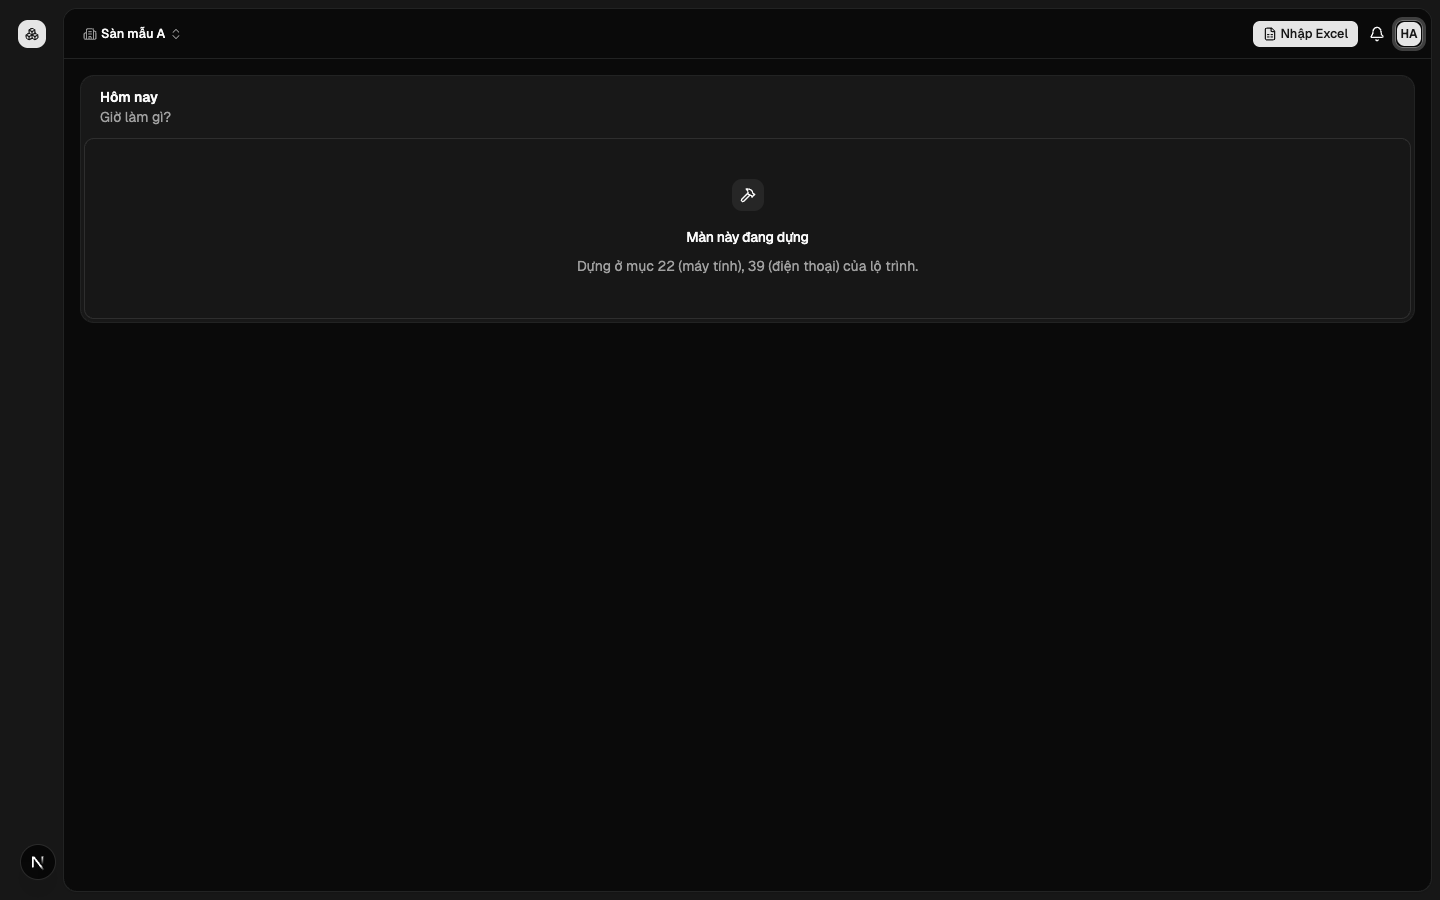 Sàn mẫu A
Nhập Excel
HA
Hôm nay
Giờ làm gì?
Màn này đang dựng
Dựng ở mục 22 (máy tính), 39 (điện thoại) của lộ trình.
N